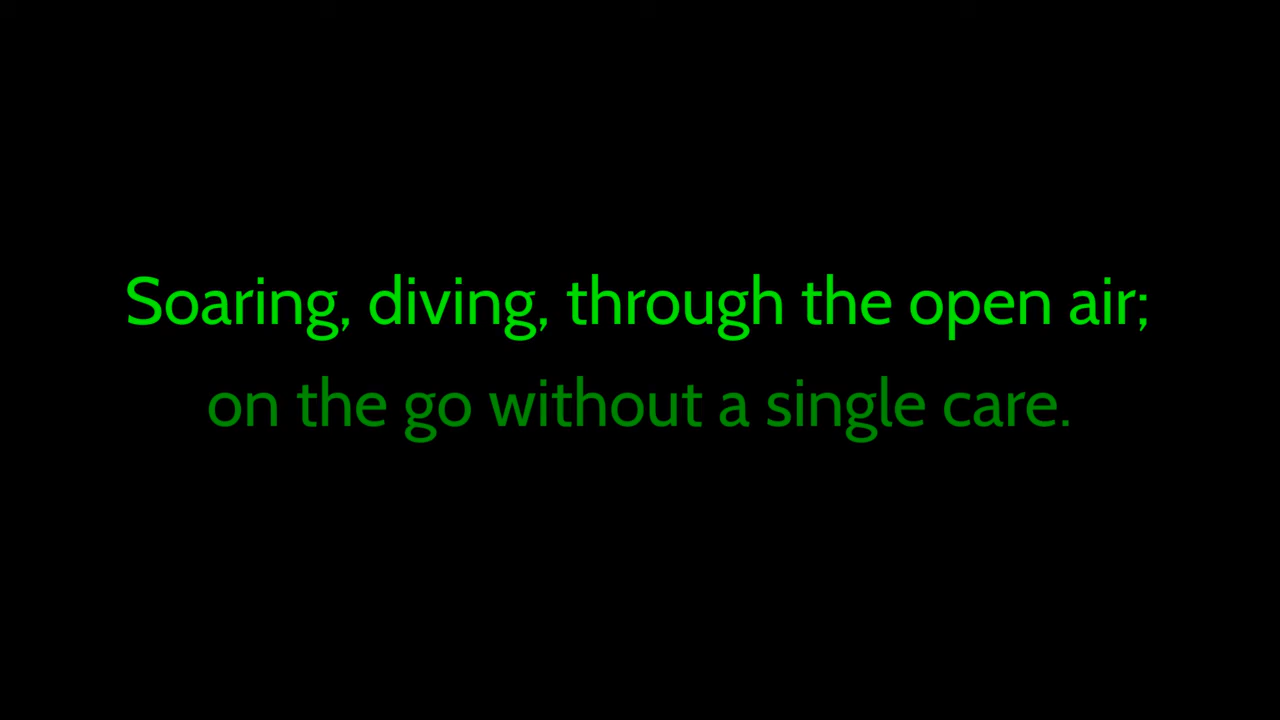 Soaring, diving, through the open air;
on the go without a single care.